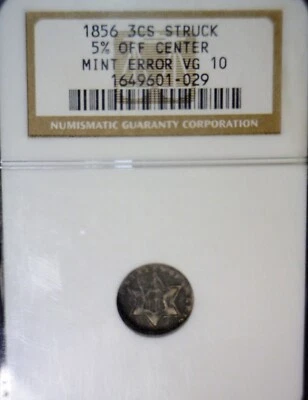 1856 3CS STRUCK
5% OFF CENTER
MINT ERROR VG 10
1649601-029
NUMISMATIC GUARANTY CORPORATION